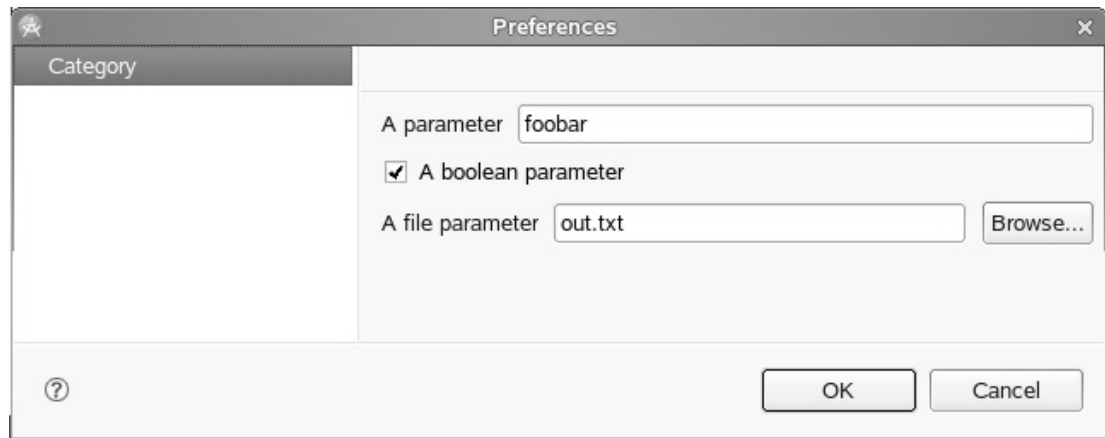 Preferences
Category
A parameter foobar
A boolean parameter
A file parameter out.txt Browse...
? OK Cancel